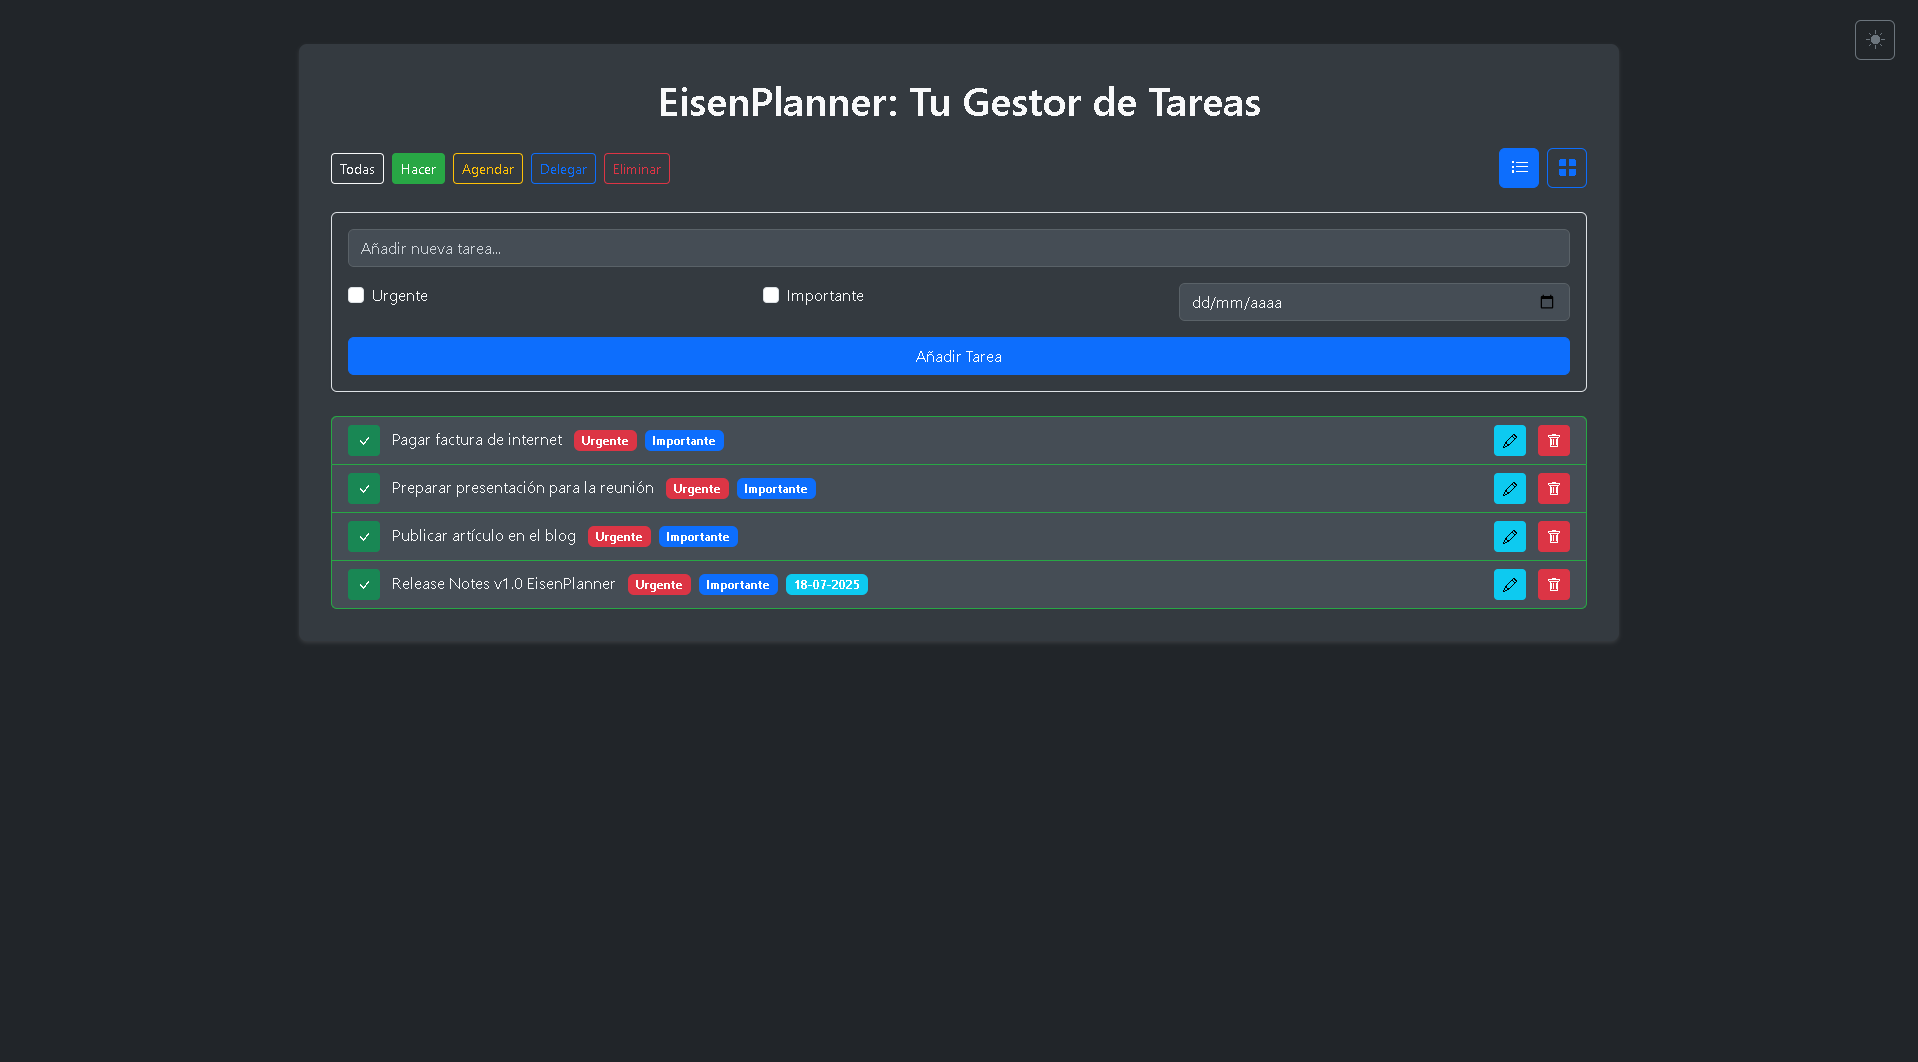 EisenPlanner: Tu Gestor de Tareas
Todas Hacer Agendar Delegar Eliminar
Añadir nueva tarea...
Urgente Importante dd/mm/aaaa
Añadir Tarea
Pagar factura de internet Urgente Importante
Preparar presentación para la reunión Urgente Importante
Publicar artículo en el blog Urgente Importante
Release Notes v1.0 EisenPlanner Urgente Importante 18-07-2025